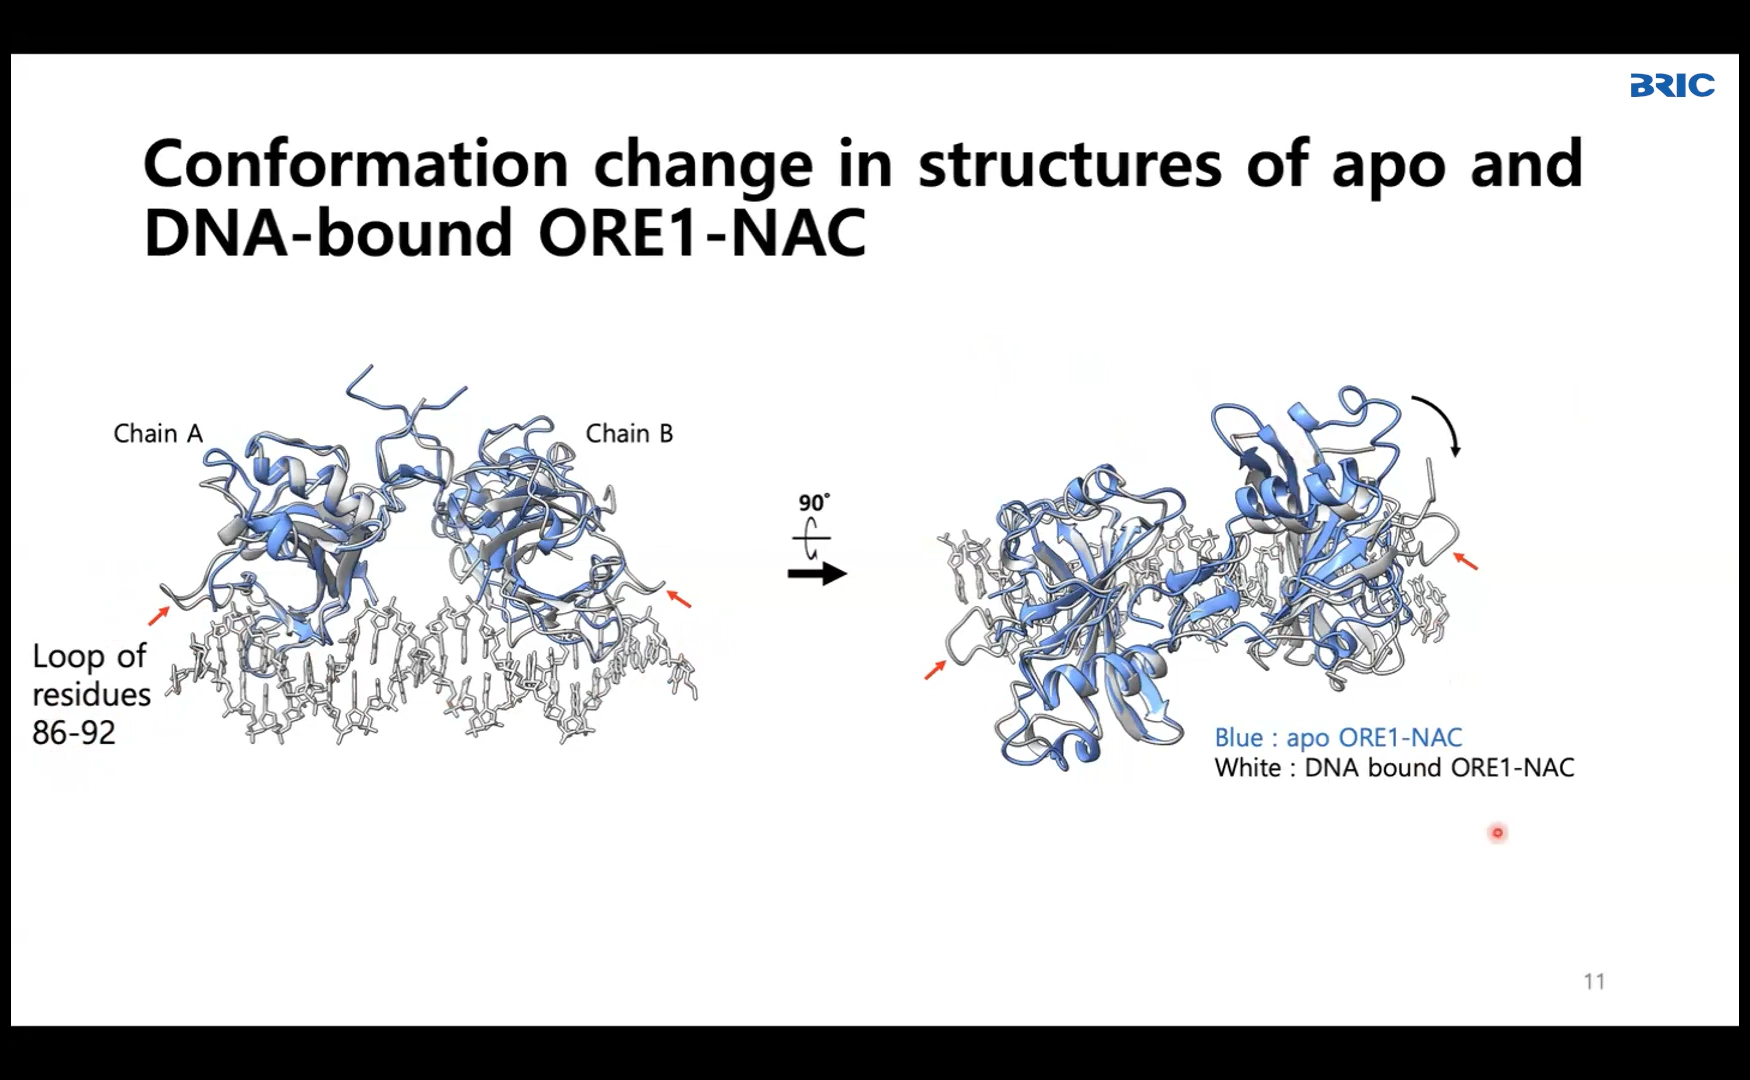 BRIC
Conformation change in structures of apo and
DNA-bound ORE1-NAC
Chain A
Chain B
Loop of
residues
86-92
90°
Blue : apo ORE1-NAC
White : DNA bound ORE1-NAC
11